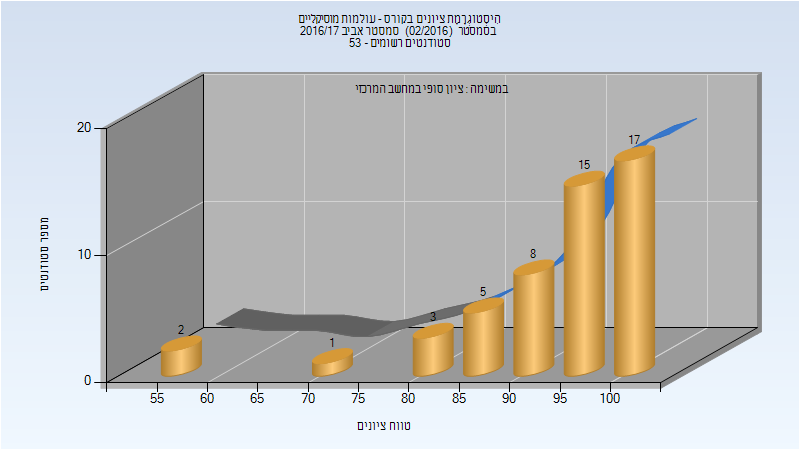 היסטוגרמת ציונים בקורס - עולמות מוסיקליים
בסמסטר (02/2016) סמסטר אביב 2016/17
סטודנטים רשומים - 53
במשימה : ציון סופי במחשב המרכזי
20
10
0
מספר סטודנטים
2
1
3
5
8
15
17
55 60 65 70 75 80 85 90 95 100
טווח ציונים